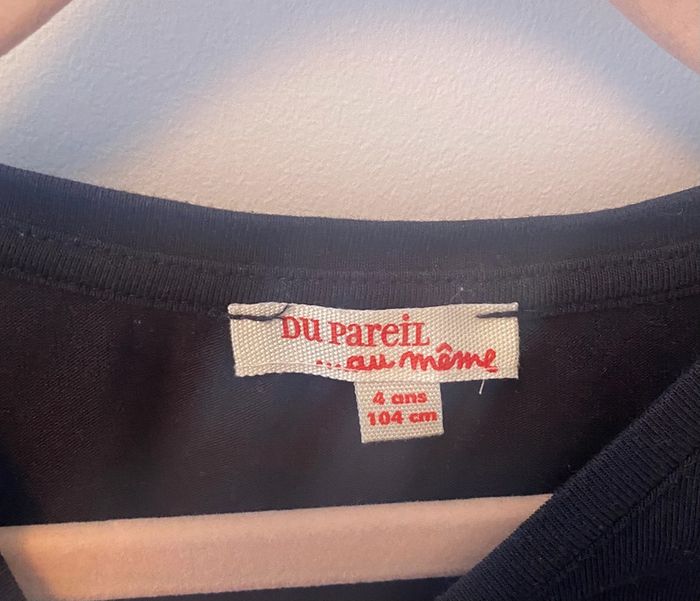 Du Pareil
...au même
4 ans
104 cm